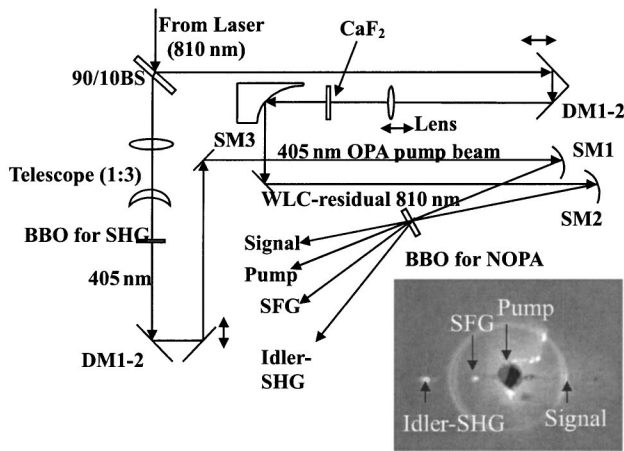 From Laser
(810 nm)
CaF₂
90/10BS
DM1-2
Lens
SM3
405 nm OPA pump beam
SM1
Telescope (1:3)
WLC-residual 810 nm
SM2
BBO for SHG
Signal
BBO for NOPA
405 nm
Pump
SFG
DM1-2
Idler-
SHG
Pump
SFG
Idler-SHG
Signal